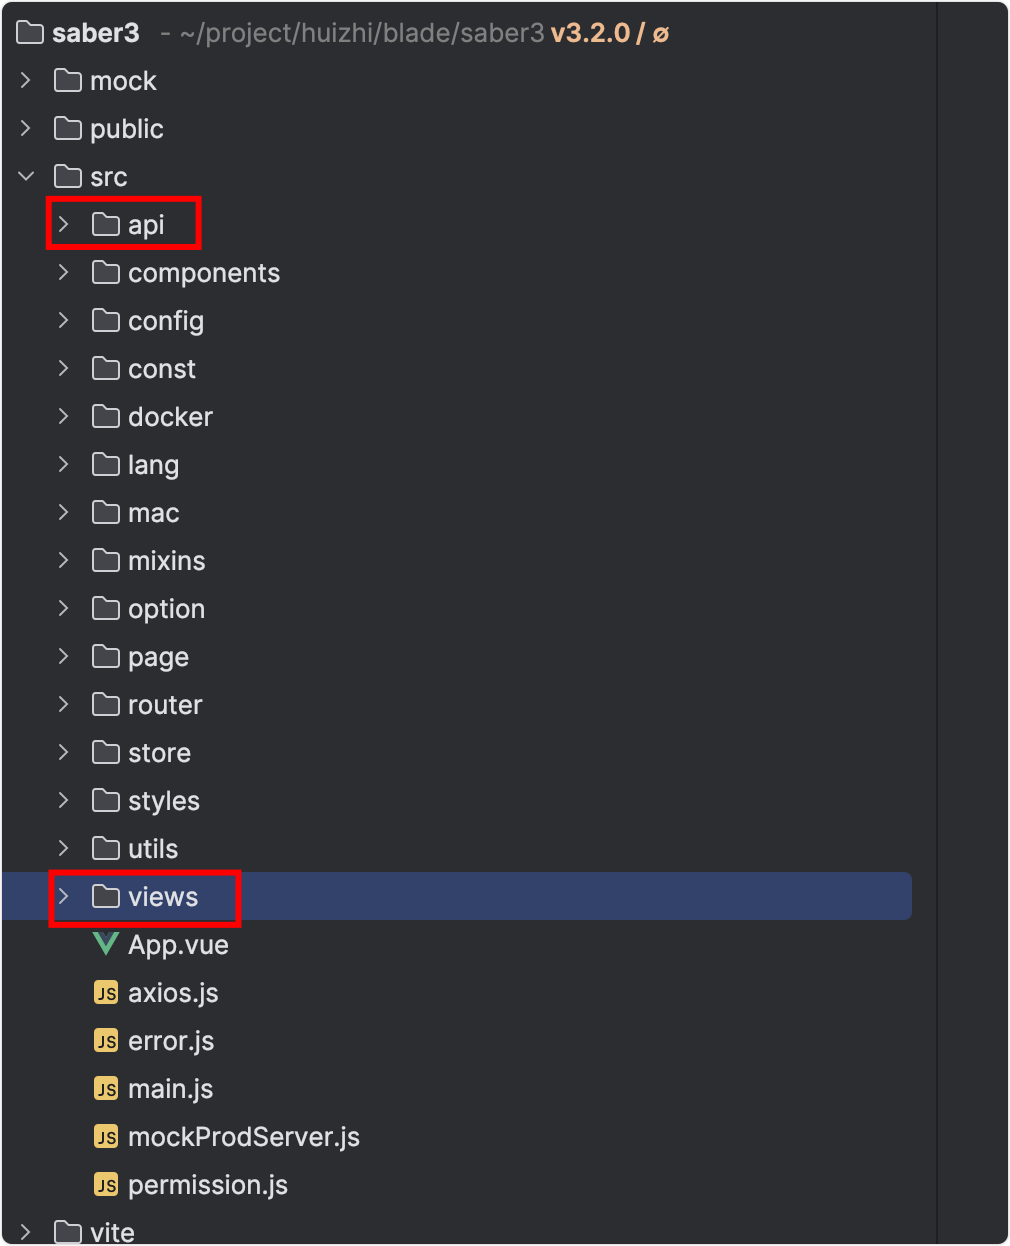 saber3 - ~/project/huizhi/blade/saber3 v3.2.0 / ø
mock
public
src
api
components
config
const
docker
lang
mac
mixins
option
page
router
store
styles
utils
views
App.vue
JS axios.js
JS error.js
JS main.js
JS mockProdServer.js
JS permission.js
vite